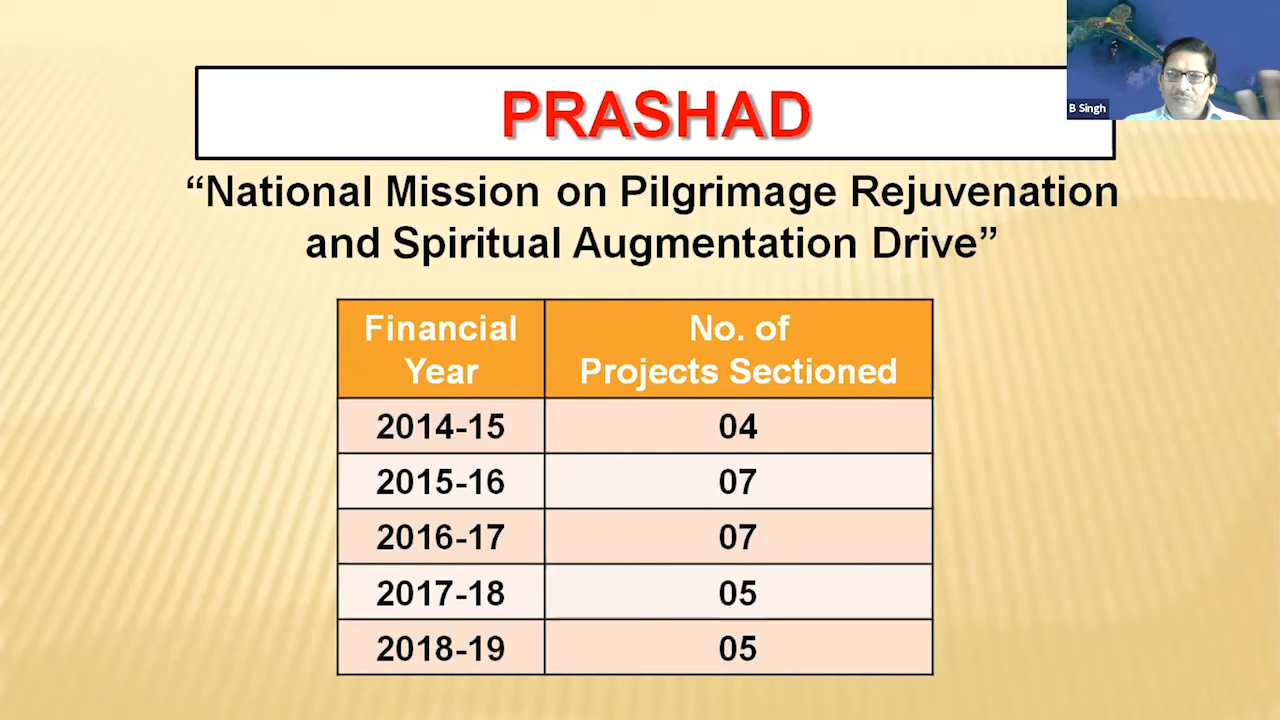 PRASHAD
B Singh
“National Mission on Pilgrimage Rejuvenation
and Spiritual Augmentation Drive”
Financial Year | No. of Projects Sectioned
2014-15 | 04
2015-16 | 07
2016-17 | 07
2017-18 | 05
2018-19 | 05